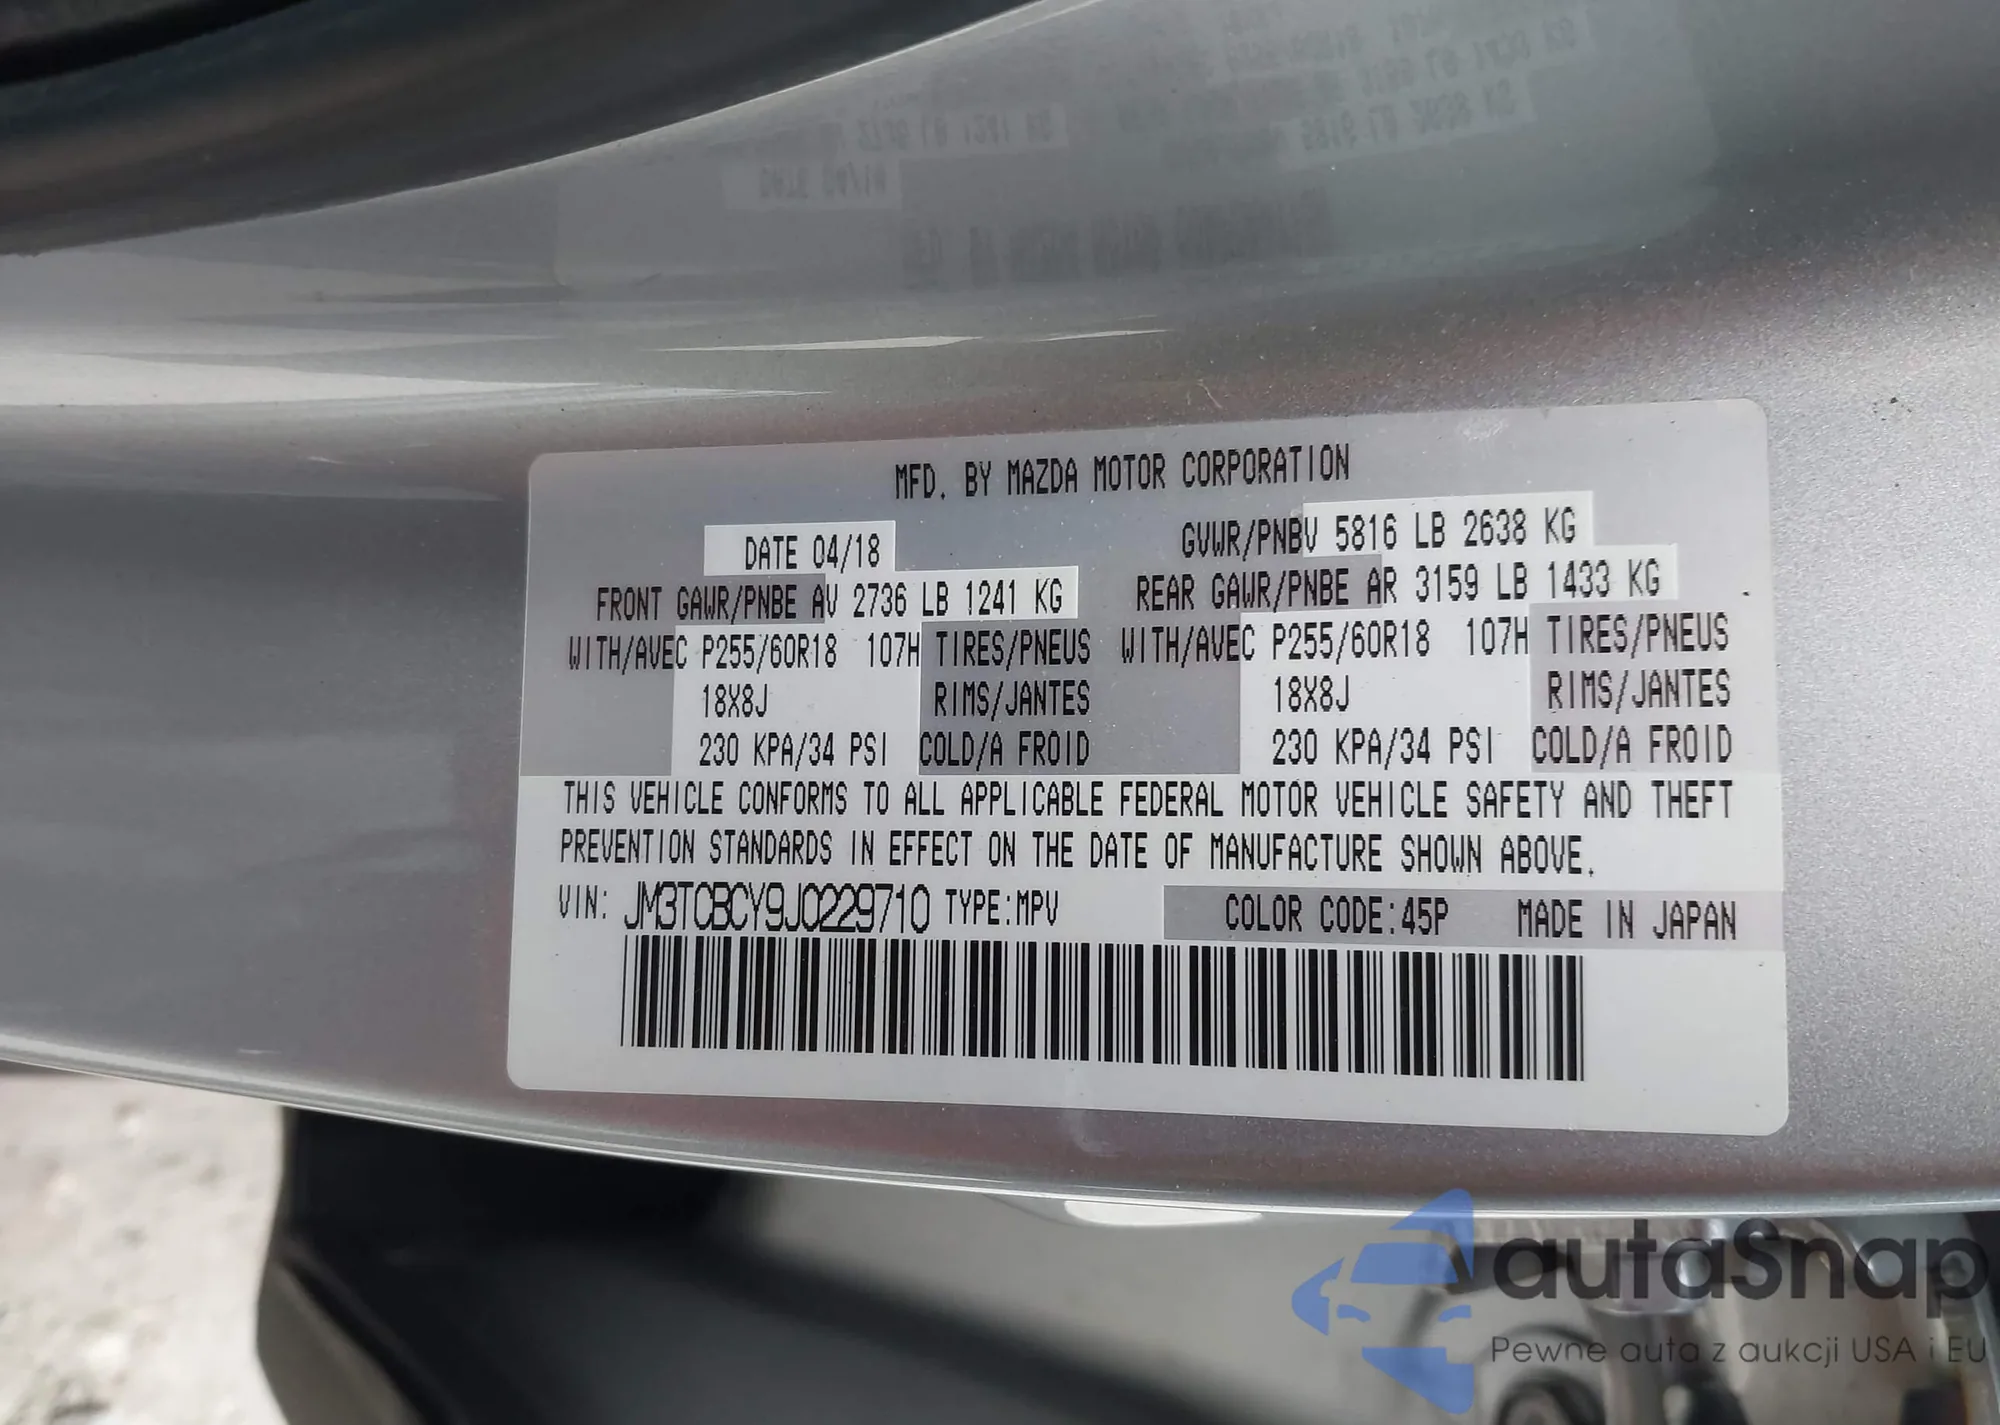 MFD. BY MAZDA MOTOR CORPORATION
DATE 04/18 GVWR/PNBV 5816 LB 2638 KG
FRONT GAWR/PNBE AV 2736 LB 1241 KG REAR GAWR/PNBE AR 3159 LB 1433 KG
WITH/AVEC P255/60R18 107H TIRES/PNEUS WITH/AVEC P255/60R18 107H TIRES/PNEUS
18X8J RIMS/JANTES 18X8J RIMS/JANTES
230 KPA/34 PSI COLD/A FROID 230 KPA/34 PSI COLD/A FROID
THIS VEHICLE CONFORMS TO ALL APPLICABLE FEDERAL MOTOR VEHICLE SAFETY AND THEFT
PREVENTION STANDARDS IN EFFECT ON THE DATE OF MANUFACTURE SHOWN ABOVE.
VIN: JM3TCBCY9J0229710 TYPE:MPV COLOR CODE:45P MADE IN JAPAN
autaSnap
Pewne auta z aukcji USA i EU